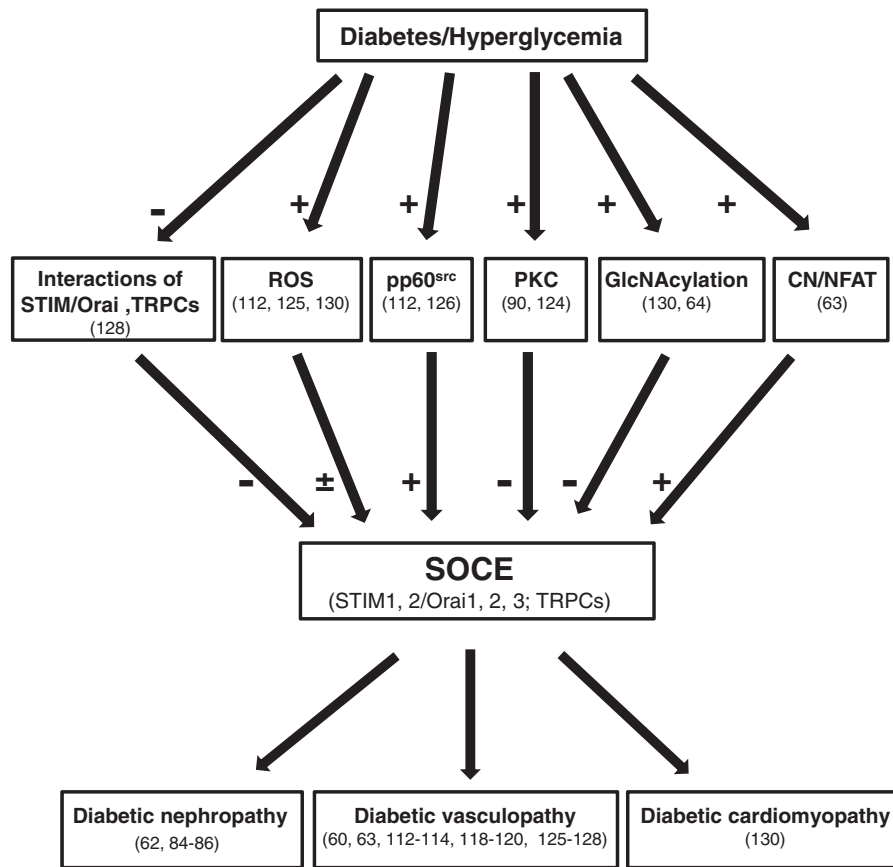 Diabetes/Hyperglycemia
- + + + + +
Interactions of
STIM/Orai ,TRPCs
(128)
ROS
(112, 125, 130)
pp60src
(112, 126)
PKC
(90, 124)
GlcNAcylation
(130, 64)
CN/NFAT
(63)
- ± + - - +
SOCE
(STIM1, 2/Orai1, 2, 3; TRPCs)
Diabetic nephropathy
(62, 84-86)
Diabetic vasculopathy
(60, 63, 112-114, 118-120, 125-128)
Diabetic cardiomyopathy
(130)